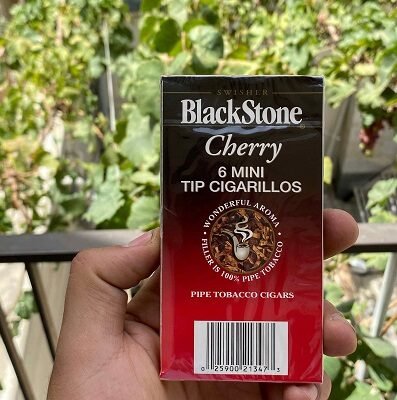 SWISHER
BlackStone
Cherry
6 MINI
TIP CIGARILLOS
• WONDERFUL AROMA •
FILLER IS 100% PIPE TOBACCO
PIPE TOBACCO CIGARS
0 25900 21347 3